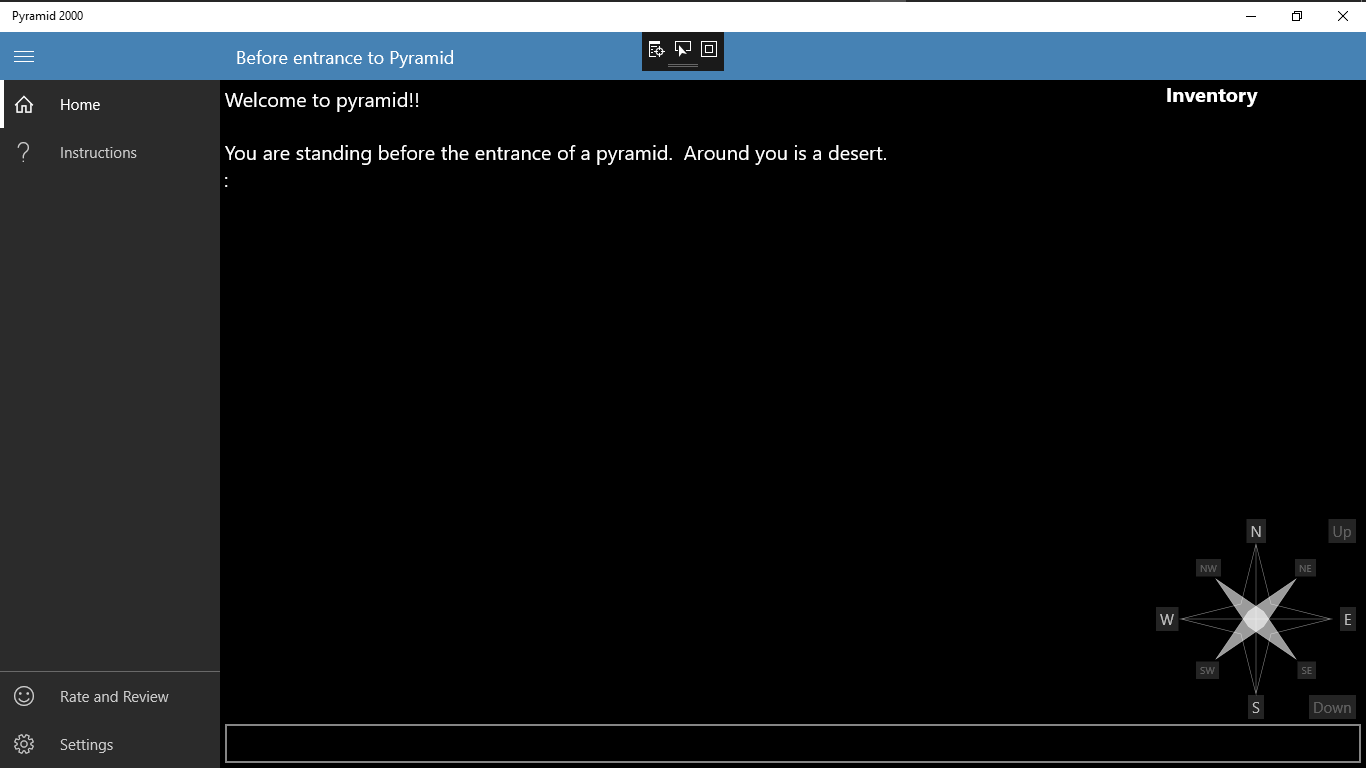 Pyramid 2000
Before entrance to Pyramid
Home
Instructions
Welcome to pyramid!!
You are standing before the entrance of a pyramid.  Around you is a desert.
:
Inventory
N
Up
NW
NE
W
E
SW
SE
S
Down
Rate and Review
Settings